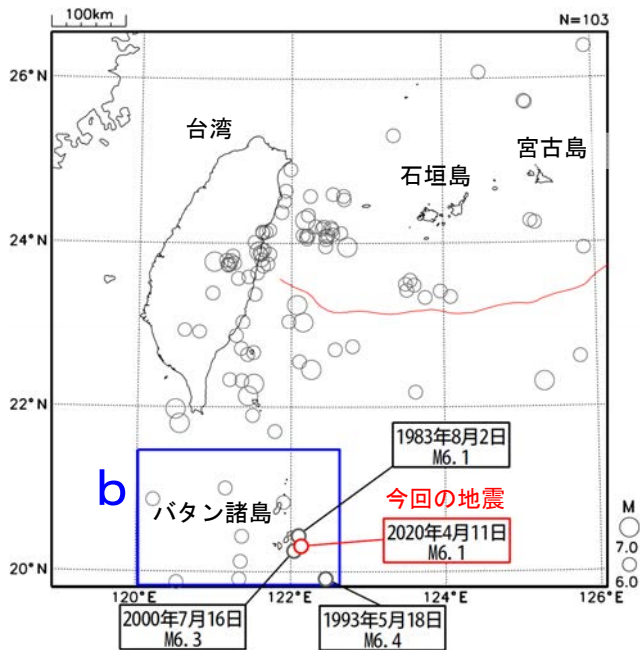 100km
N=103
26°N
台湾
宮古島
石垣島
24°N
22°N
1983年8月2日
M6.1
b
バタン諸島
今回の地震
2020年4月11日
M6.1
M
7.0
6.0
20°N
120°E
122°E
124°E
126°E
2000年7月16日
M6.3
1993年5月18日
M6.4